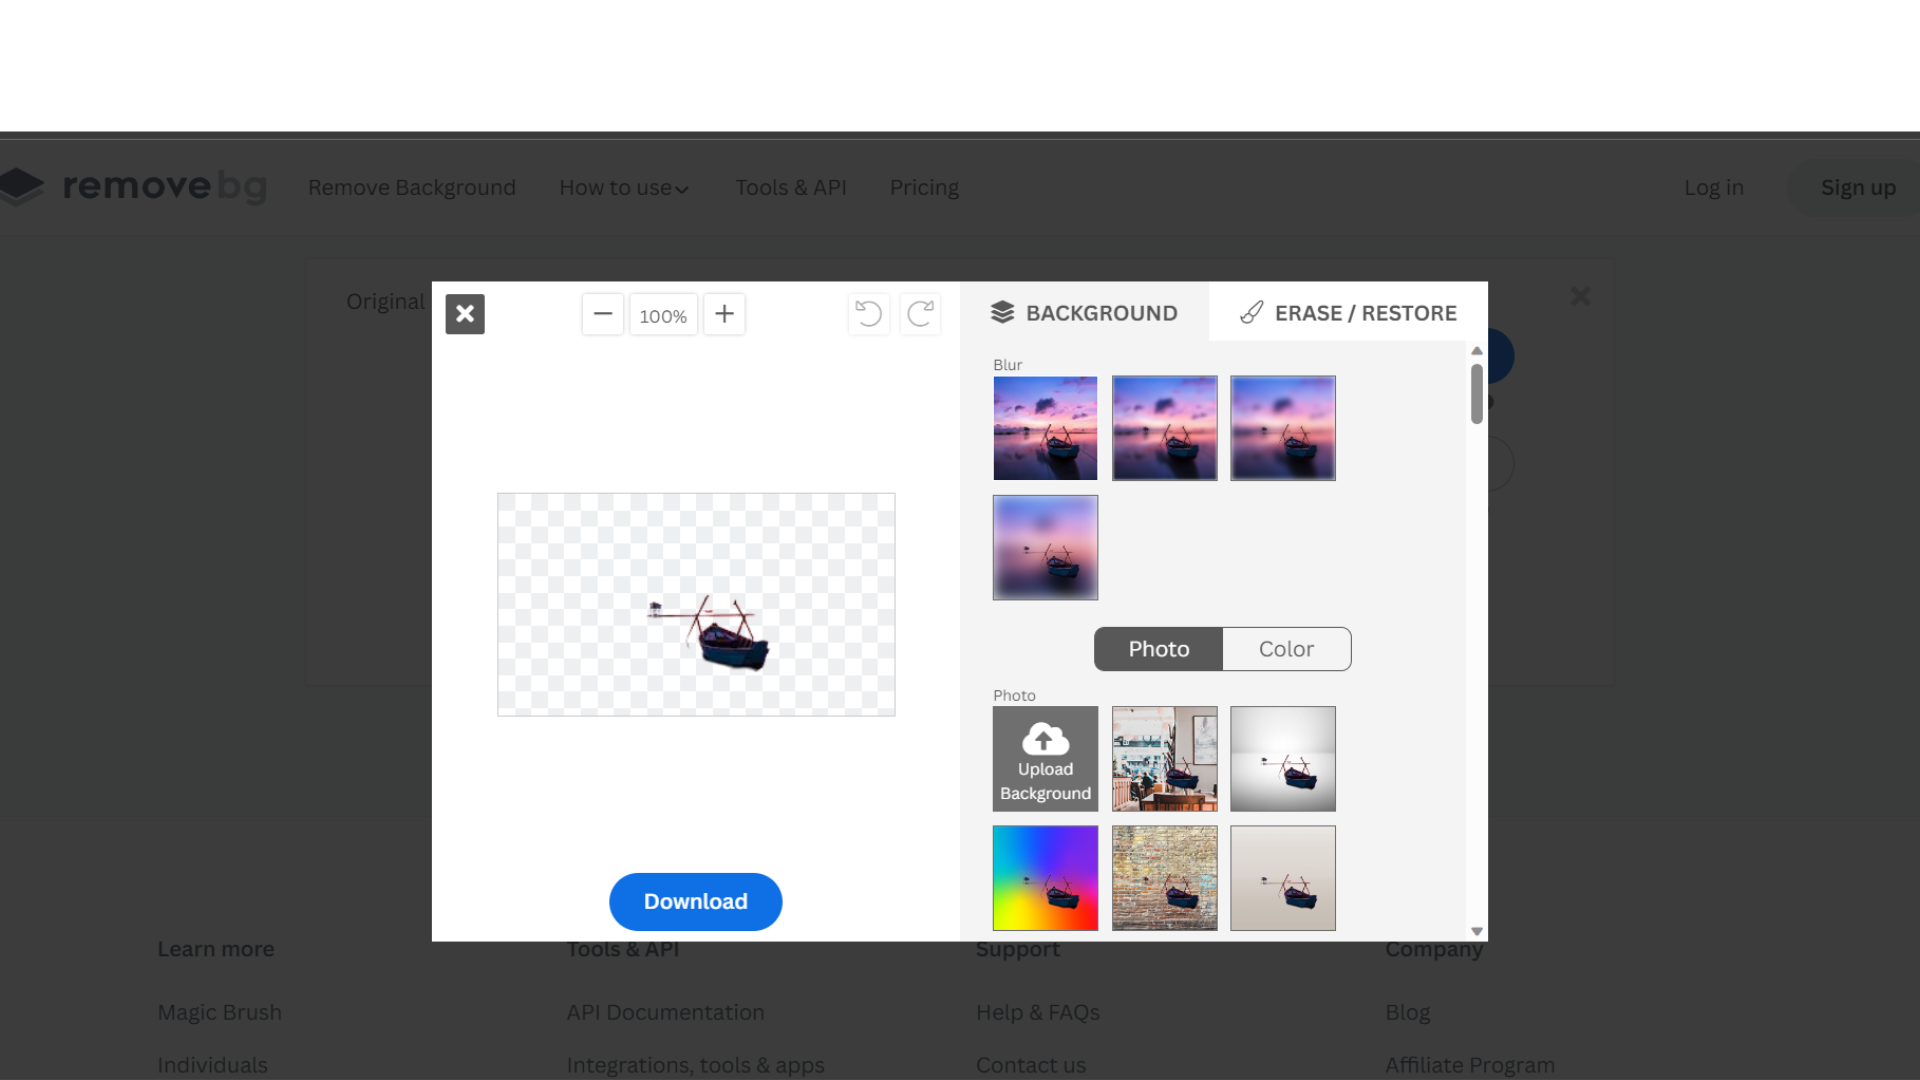 removebg Remove Background How to use Tools & API Pricing Log in Sign up
Original
100%
BACKGROUND
ERASE / RESTORE
Blur
Photo Color
Photo
Upload
Background
Download
Learn more Tools & API Support Company
Magic Brush API Documentation Help & FAQs Blog
Individuals Integrations, tools & apps Contact us Affiliate Program